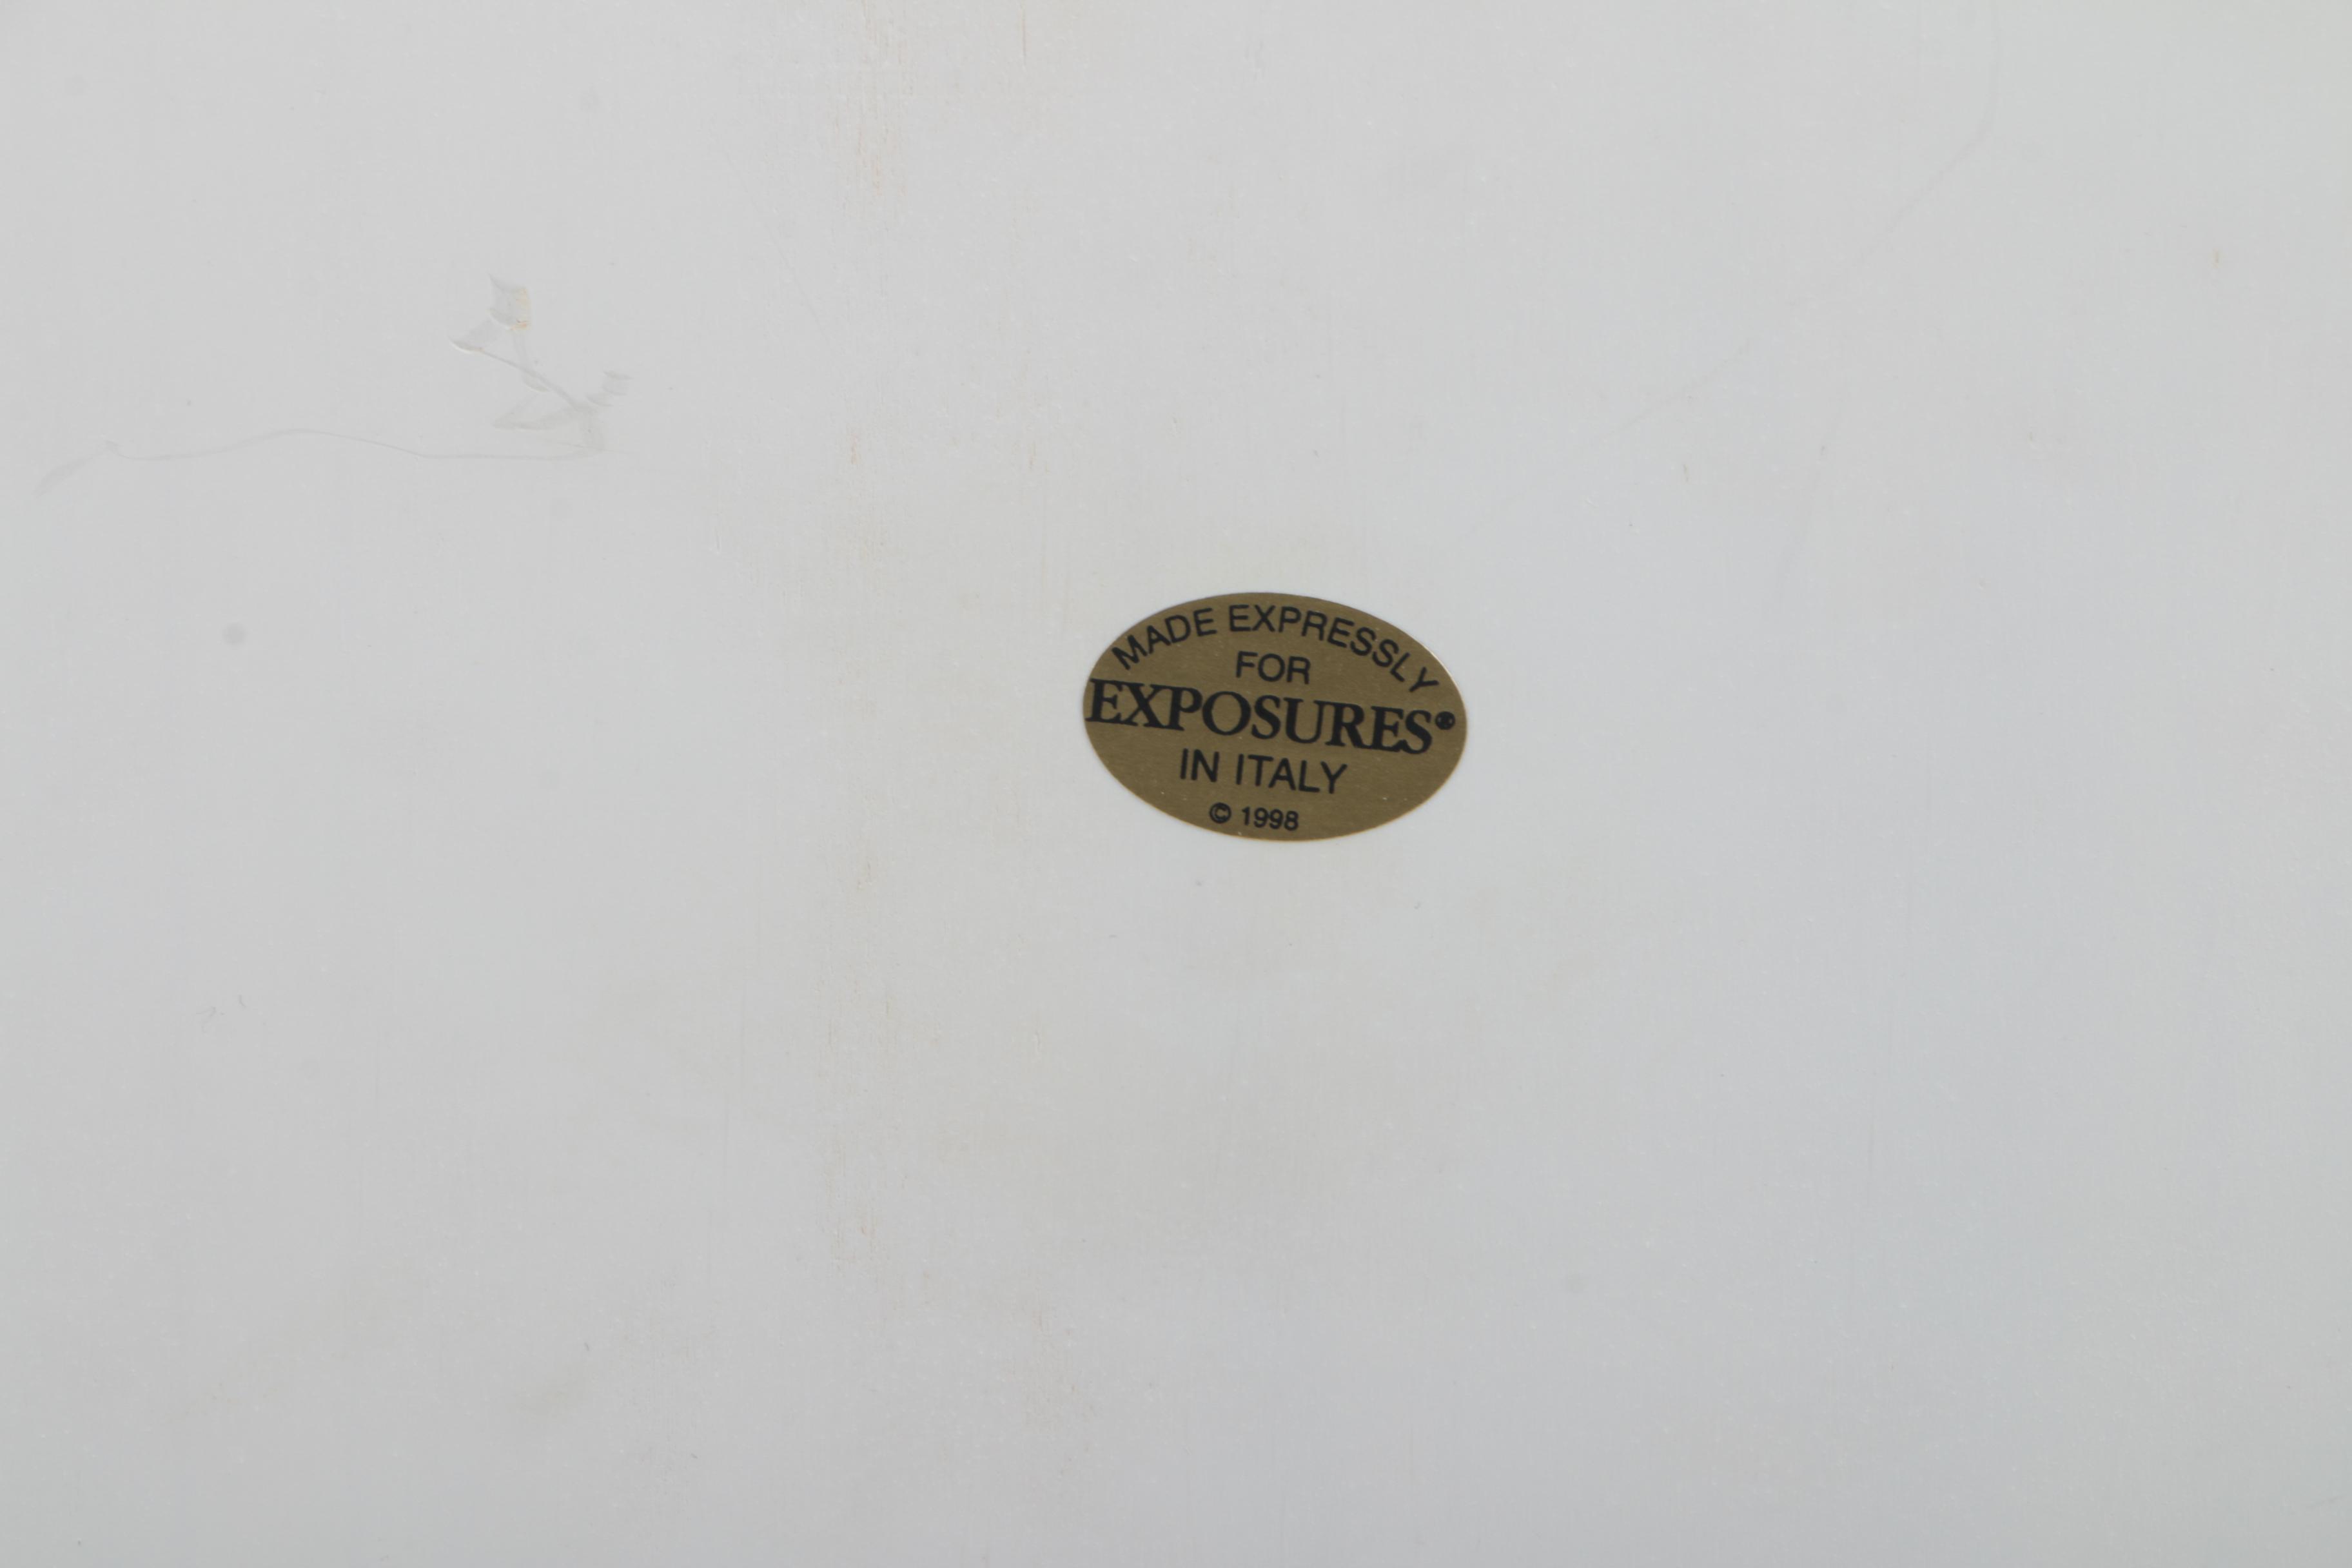 MADE EXPRESSLY
FOR
EXPOSURES®
IN ITALY
© 1998